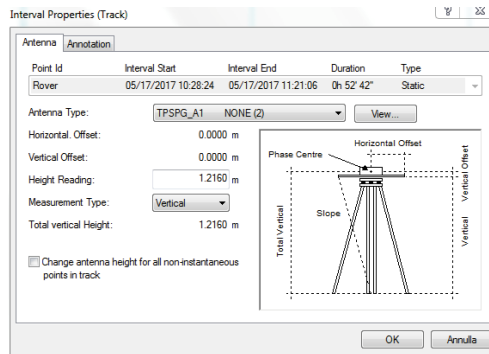 Interval Properties (Track)
Antenna Annotation
Point Id Interval Start Interval End Duration Type
Rover 05/17/2017 10:28:24 05/17/2017 11:21:06 0h 52' 42" Static
Antenna Type: TPSPG_A1 NONE (2) View...
Horizontal. Offset: 0.0000 m
Vertical Offset: 0.0000 m
Height Reading: 1.2160 m
Measurement Type: Vertical
Total vertical Height: 1.2160 m
Change antenna height for all non-instantaneous
points in track
Horizontal Offset
Phase Centre
Slope
Total Vertical
Vertical
Vertical Offset
OK Annulla